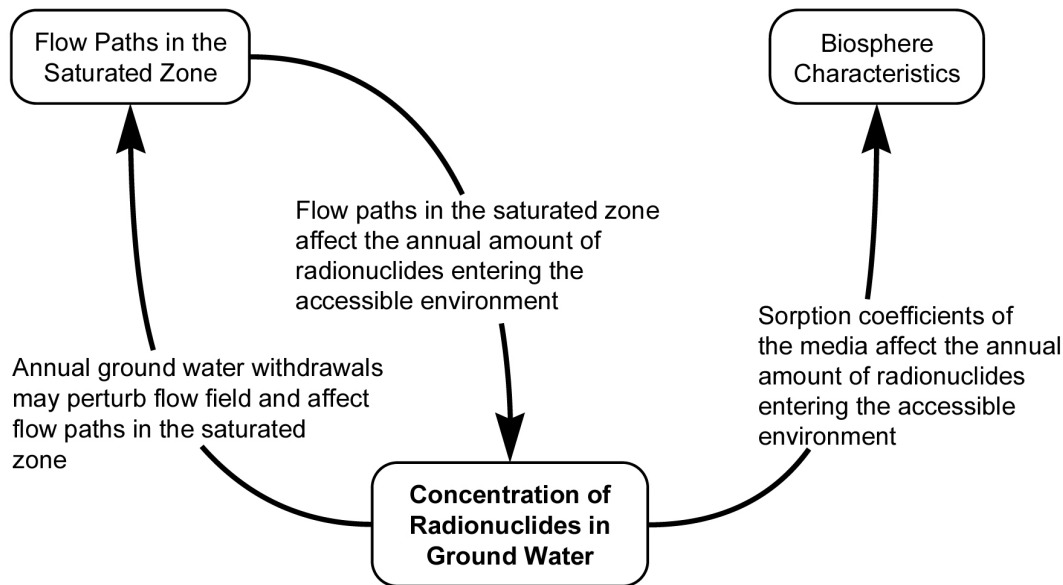 Flow Paths in the
Saturated Zone
Biosphere
Characteristics
Flow paths in the saturated zone
affect the annual amount of
radionuclides entering the
accessible environment
Sorption coefficients of
the media affect the annual
amount of radionuclides
entering the accessible
environment
Annual ground water withdrawals
may perturb flow field and affect
flow paths in the saturated
zone
Concentration of
Radionuclides in
Ground Water